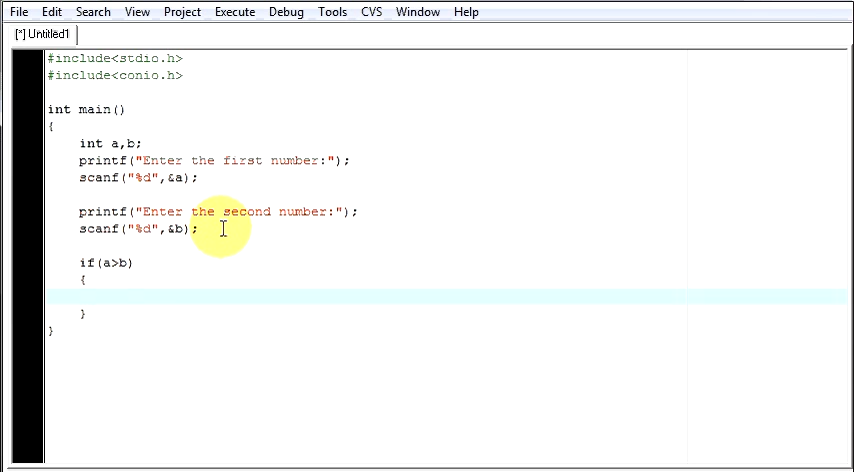 File Edit Search View Project Execute Debug Tools CVS Window Help
[*] Untitled1
#include<stdio.h>
#include<conio.h>
int main()
{
int a,b;
printf("Enter the first number:");
scanf("%d",&a);
printf("Enter the second number:");
scanf("%d",&b);
if(a>b)
{
}
}